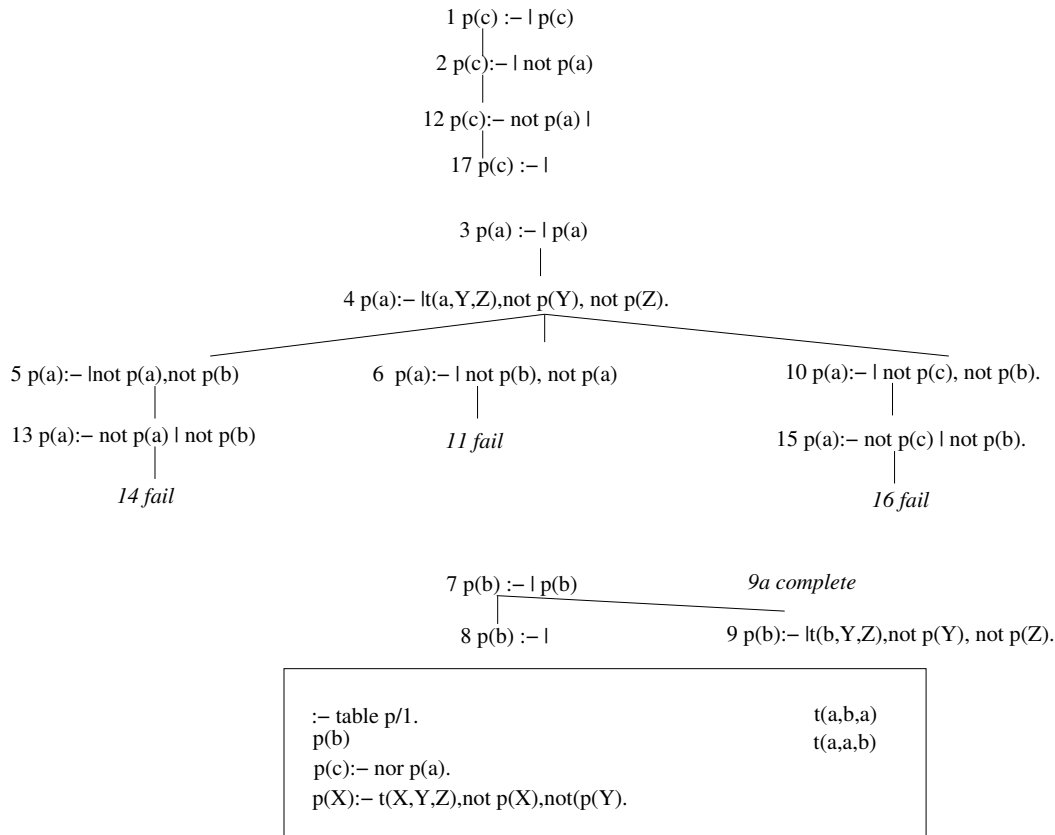 1 p(c) :− | p(c)
2 p(c):− | not p(a)
12 p(c):− not p(a) |
17 p(c) :− |
3 p(a) :− | p(a)
4 p(a):− |t(a,Y,Z),not p(Y), not p(Z).
5 p(a):− |not p(a),not p(b)
6 p(a):− | not p(b), not p(a)
10 p(a):− | not p(c), not p(b).
13 p(a):− not p(a) | not p(b)
11 fail
15 p(a):− not p(c) | not p(b).
14 fail
16 fail
7 p(b) :− | p(b)
9a complete
8 p(b) :− |
9 p(b):− |t(b,Y,Z),not p(Y), not p(Z).
:− table p/1.
t(a,b,a)
p(b)
t(a,a,b)
p(c):− nor p(a).
p(X):− t(X,Y,Z),not p(X),not(p(Y).